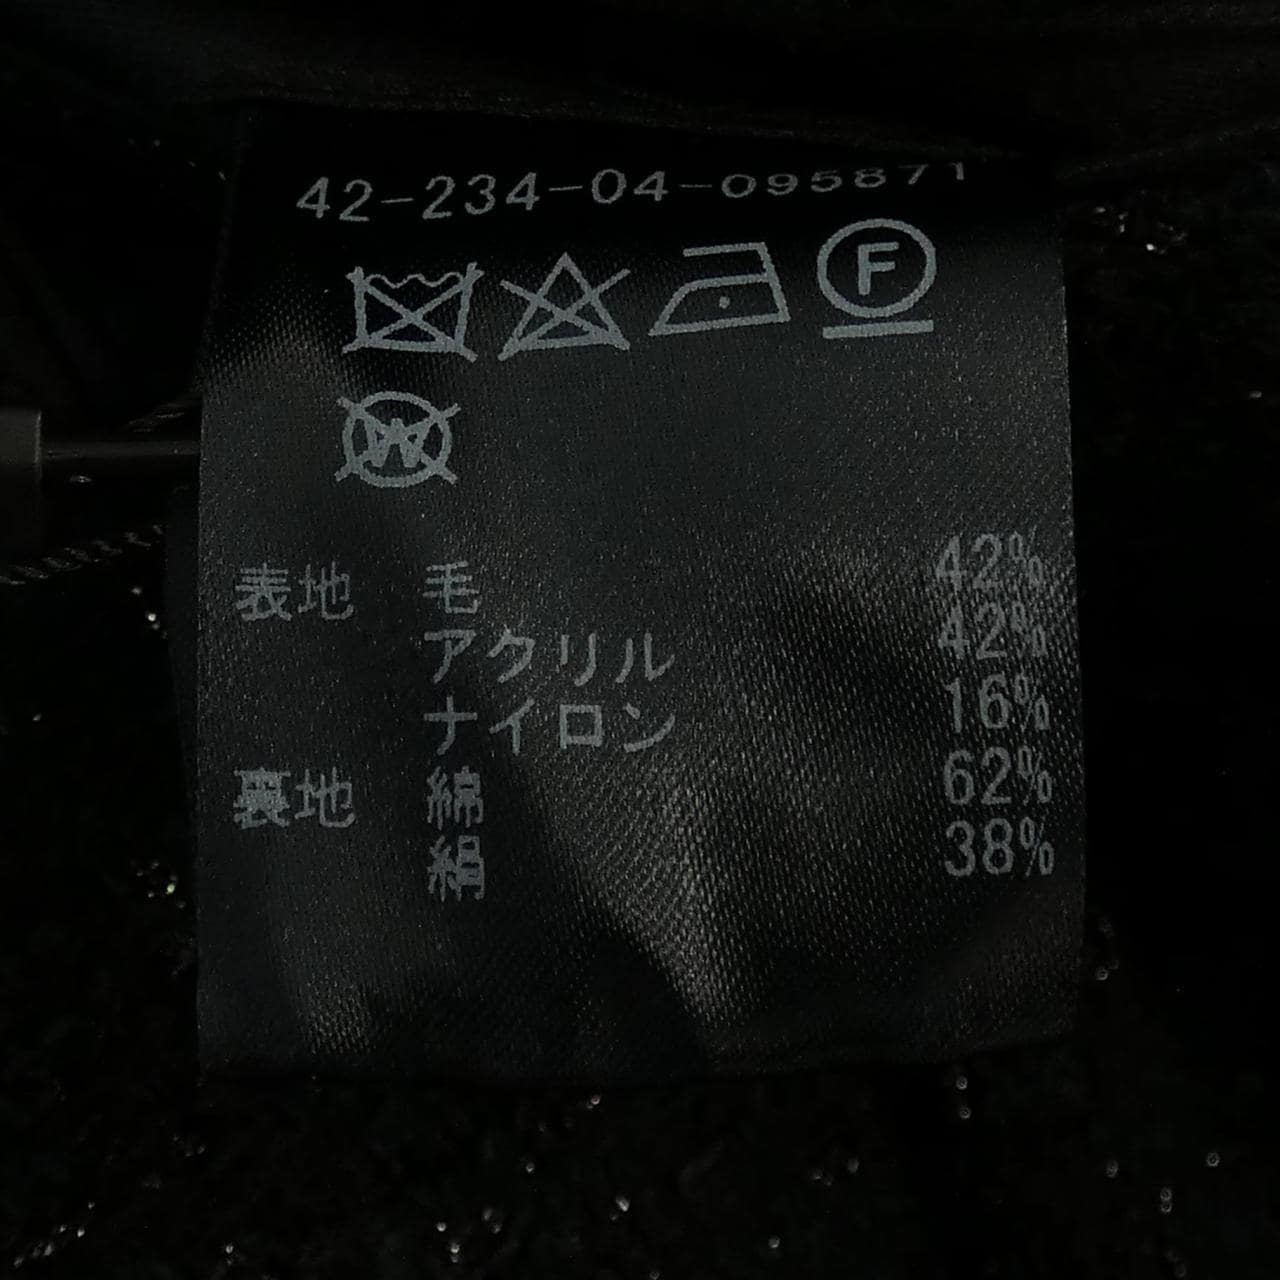 42-234-04-095871
F
W
表地 毛 42%
アクリル 42%
ナイロン 16%
裏地 綿 62%
絹 38%